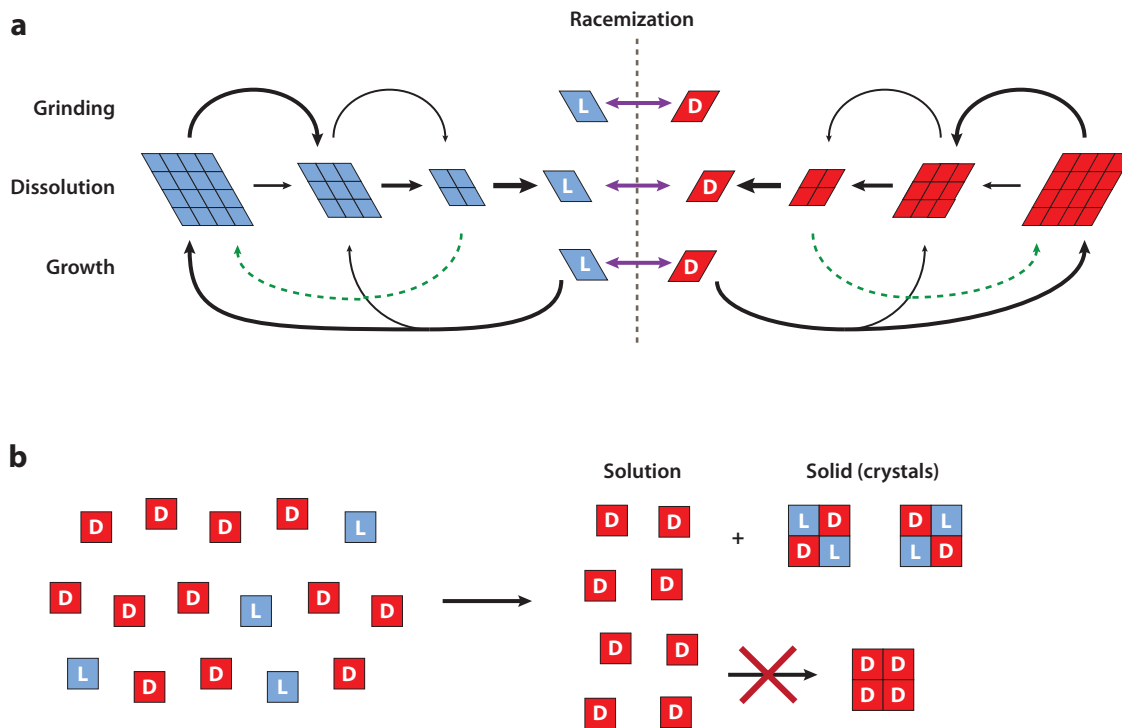 a
Racemization
Grinding L D
Dissolution L D
Growth L D
b
Solution Solid (crystals)
D D D D L
D D D L D D
L D D L D
D D
D D
D D
D D
+
L D D L
D L L D
D D
D D